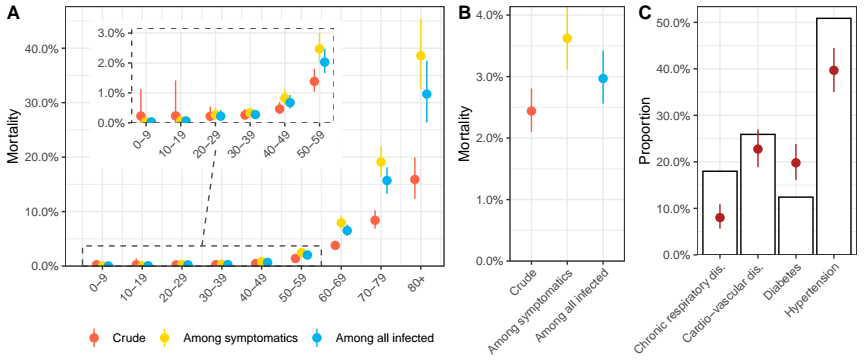 A
Mortality
40.0%
30.0%
20.0%
10.0%
0.0%
3.0%
2.0%
1.0%
0.0%
0−9
10−19
20−29
30−39
40−49
50−59
0−9
10−19
20−29
30−39
40−49
50−59
60−69
70−79
80+
Crude
Among symptomatics
Among all infected
B
Mortality
4.0%
3.0%
2.0%
1.0%
0.0%
Crude
Among symptomatics
Among all infected
C
Proportion
50.0%
40.0%
30.0%
20.0%
10.0%
0.0%
Chronic respiratory dis.
Cardio−vascular dis.
Diabetes
Hypertension